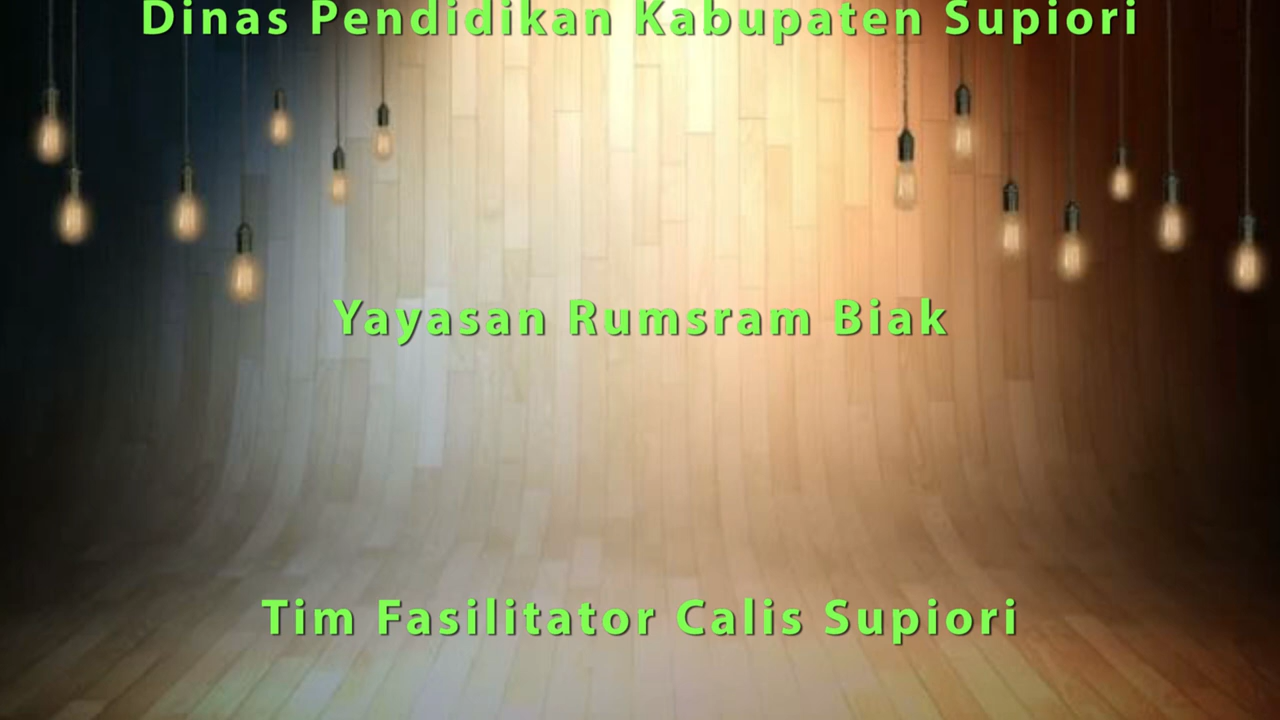 Dinas Pendidikan Kabupaten Supiori
Yayasan Rumsram Biak
Tim Fasilitator Calis Supiori